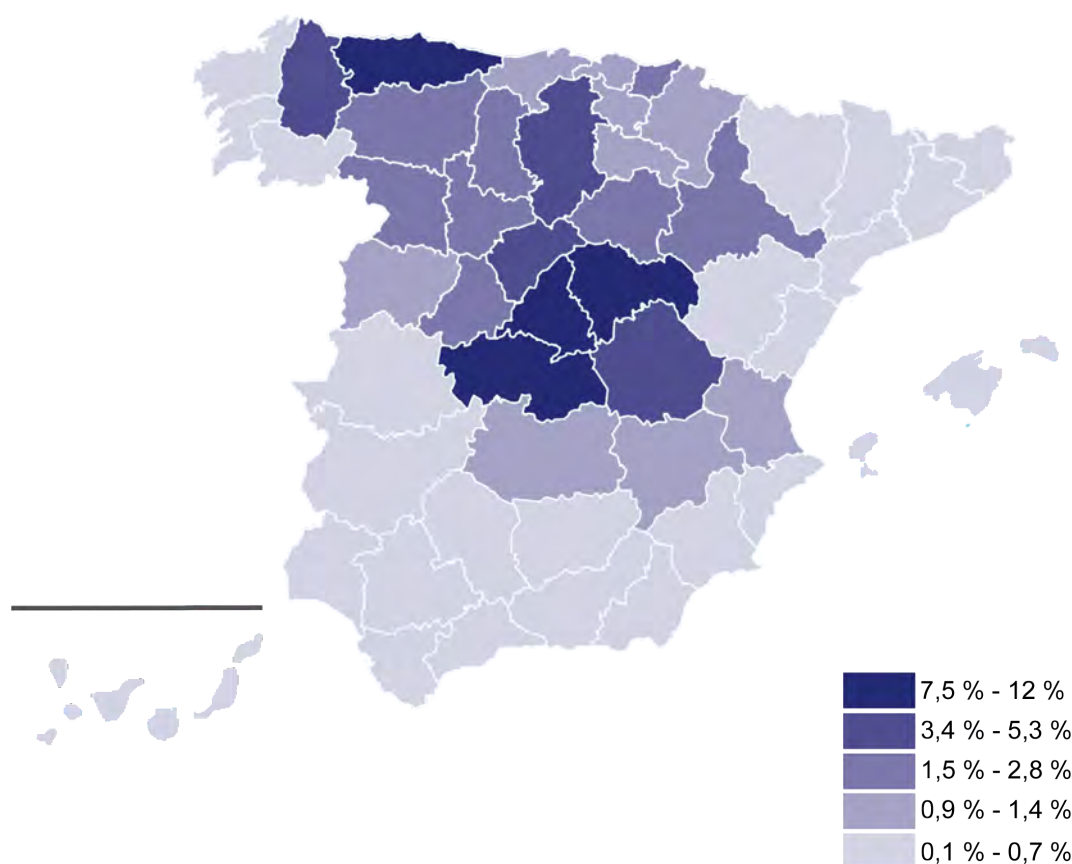 7,5 % - 12 %
3,4 % - 5,3 %
1,5 % - 2,8 %
0,9 % - 1,4 %
0,1 % - 0,7 %